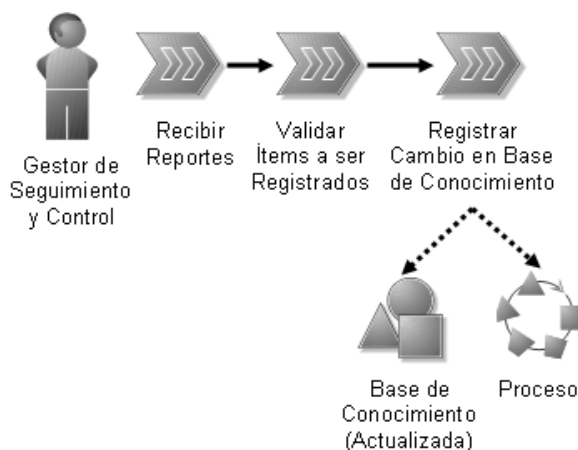 Gestor de
Seguimiento
y Control
Recibir
Reportes
Validar
Ítems a ser
Registrados
Registrar
Cambio en Base
de Conocimiento
Base de
Conocimiento
(Actualizada)
Proceso